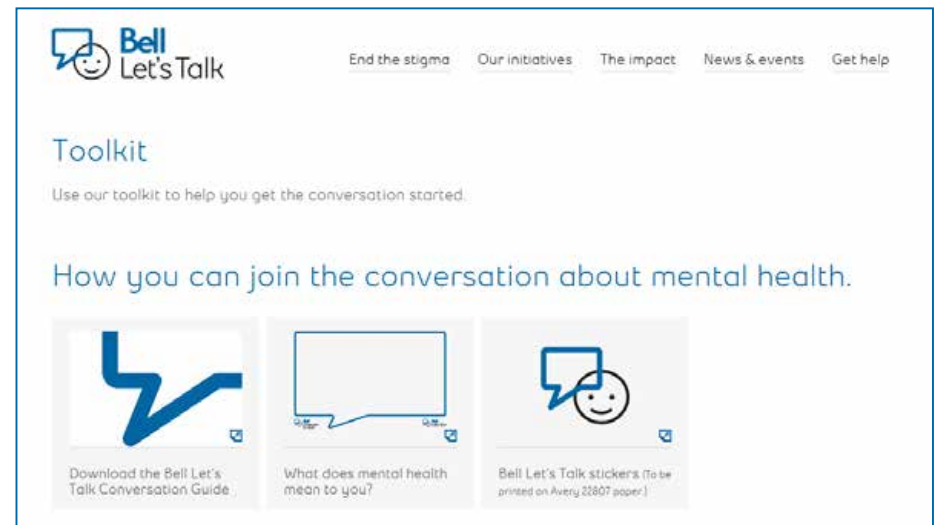 Bell
Let's Talk
End the stigma Our initiatives The impact News & events Get help
Toolkit
Use our toolkit to help you get the conversation started.
How you can join the conversation about mental health.
Download the Bell Let's
Talk Conversation Guide
What does mental health
mean to you?
Bell Let's Talk stickers (To be
printed on Avery 22807 paper.)